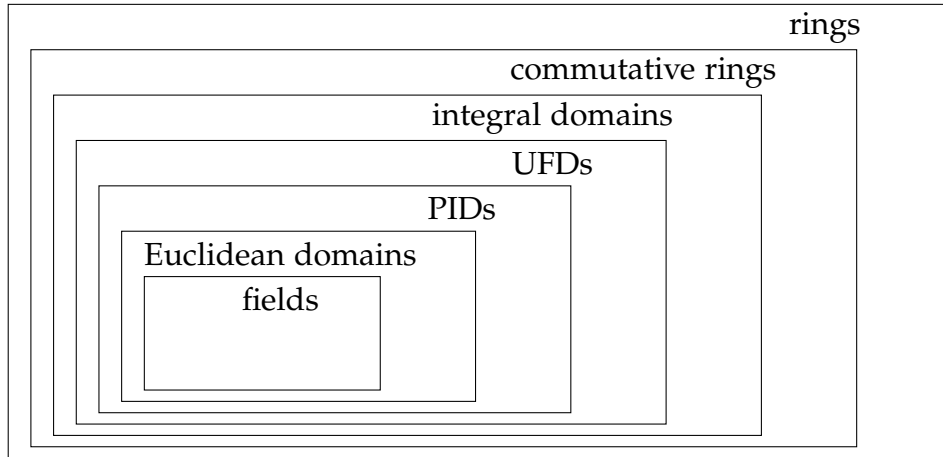 rings
commutative rings
integral domains
UFDs
PIDs
Euclidean domains
fields